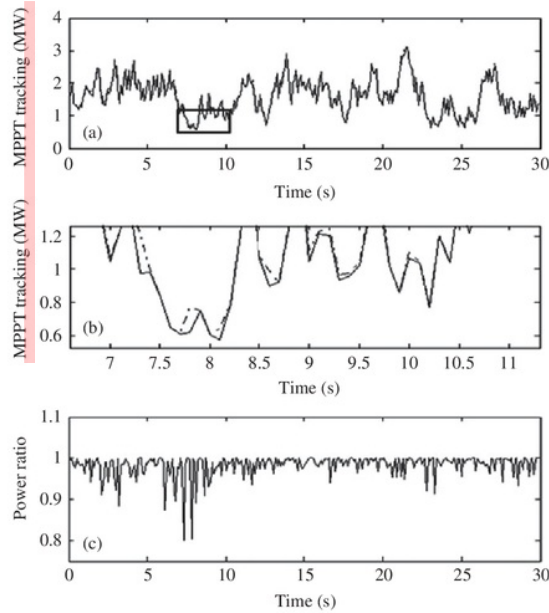 MPPT tracking (MW)
4
3
2
1
0
(a)
0 5 10 15 20 25 30
Time (s)
MPPT tracking (MW)
1.2
1
0.8
0.6
(b)
7 7.5 8 8.5 9 9.5 10 10.5 11
Time (s)
Power ratio
1.1
1
0.9
0.8
(c)
0 5 10 15 20 25 30
Time (s)